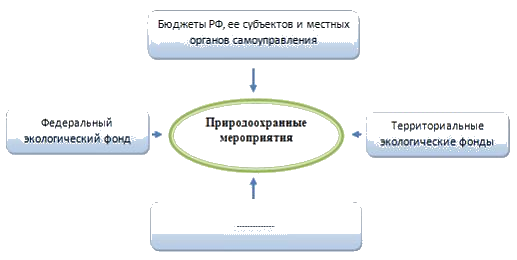 Бюджеты РФ, ее субъектов и местных
органов самоуправления
Федеральный
экологический фонд
Природоохранные
мероприятия
Территориальные
экологические фонды
-------------